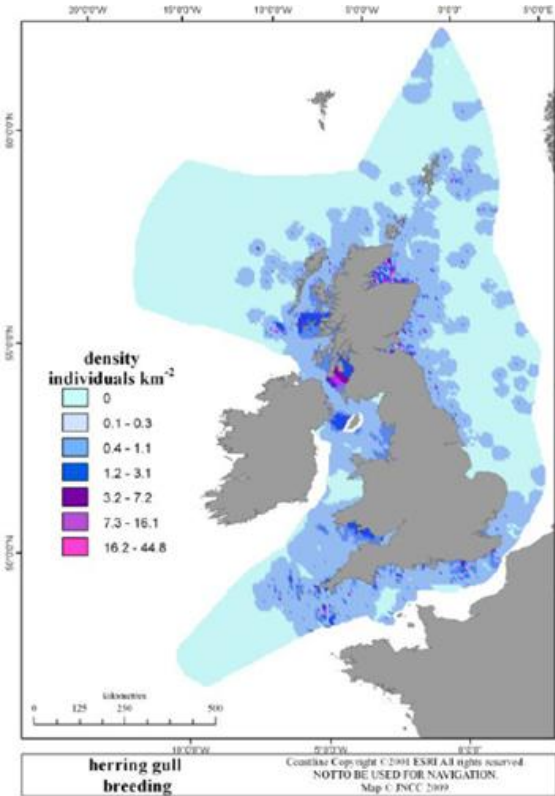 20°0'0"W 15°0'0"W 10°0'0"W 5°0'0"W 0°0'0" 5°0'0"E
60°0'0"N
55°0'0"N
50°0'0"N
density
individuals km⁻²
0
0.1 - 0.3
0.4 - 1.1
1.2 - 3.1
3.2 - 7.2
7.3 - 16.1
16.2 - 44.8
kilometres
0 250 500
10°0'0"W 5°0'0"W 0°0'0"
herring gull
breeding
Coastline Copyright ©2001 ESRI All rights reserved
NOT TO BE USED FOR NAVIGATION.
Map © JNCC 2009